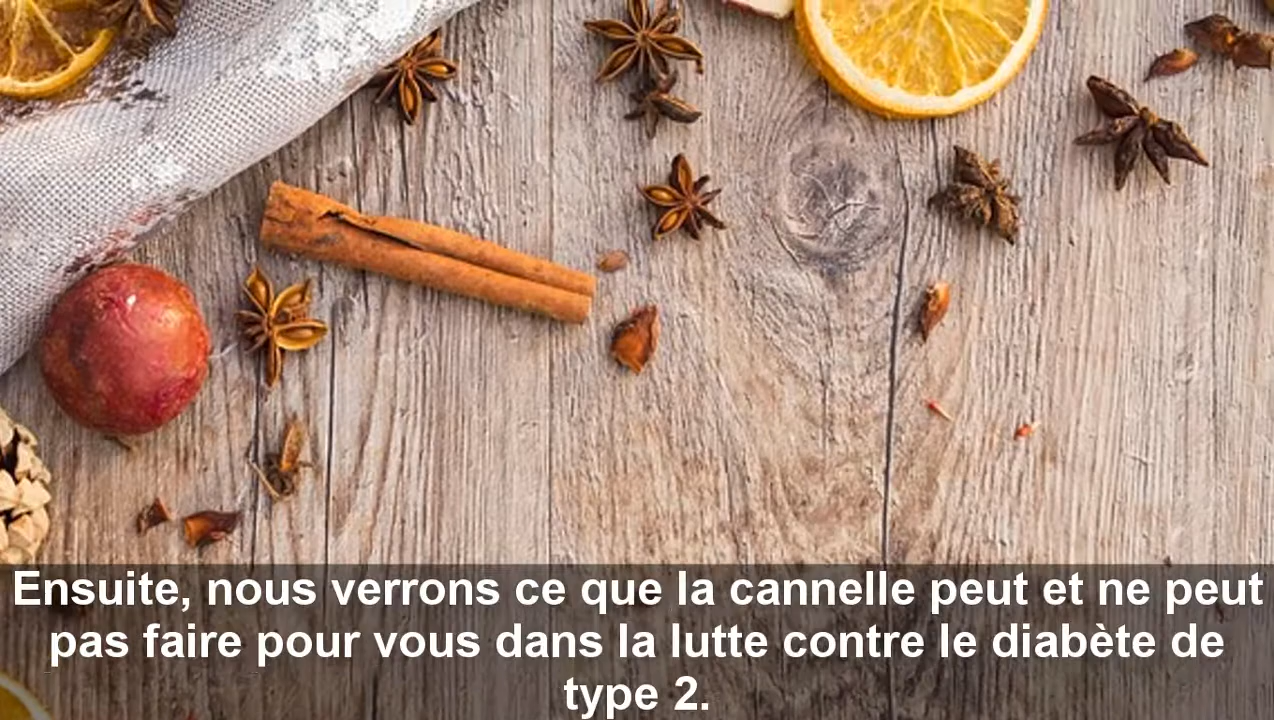 Ensuite, nous verrons ce que la cannelle peut et ne peut
pas faire pour vous dans la lutte contre le diabète de
type 2.